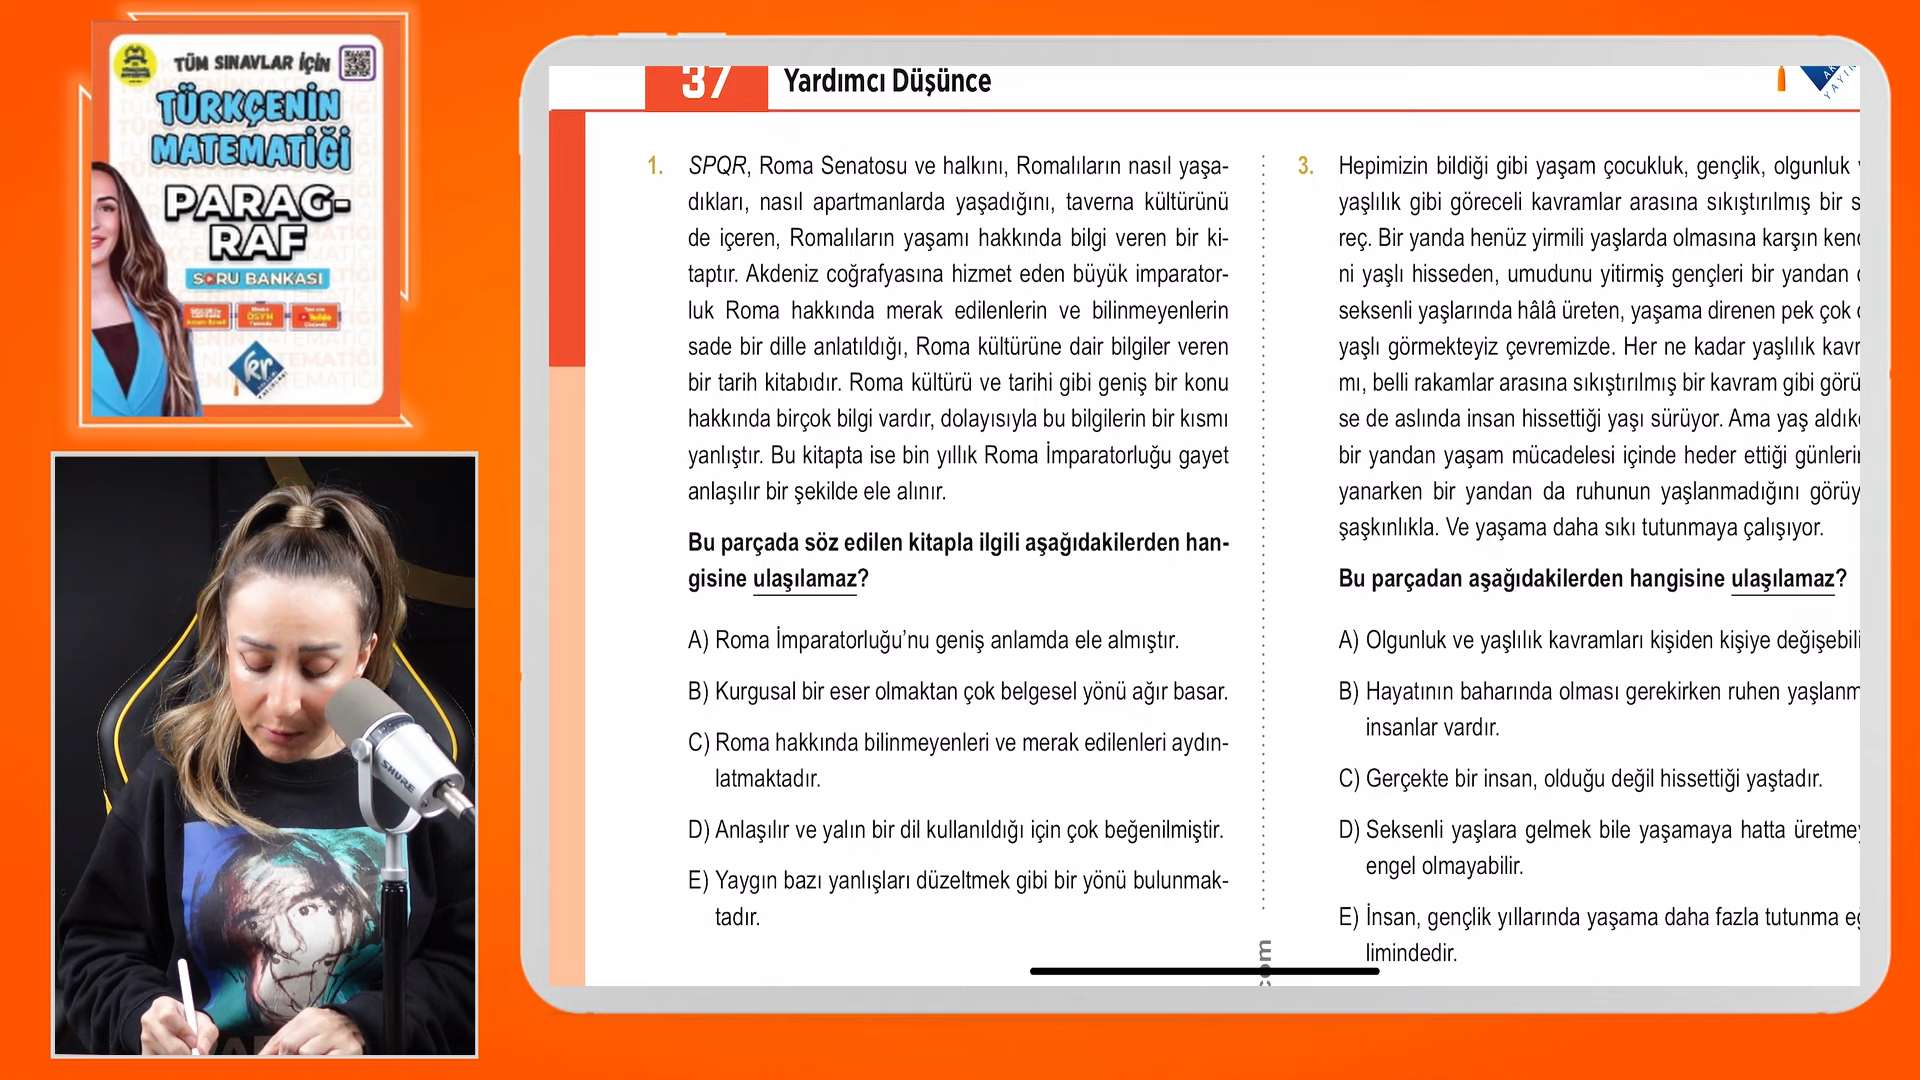 TÜM SINAVLAR İÇİN
TÜRKÇENİN
MATEMATİĞİ
PARAG-
RAF
SORU BANKASI
ÖSYM
SHURE
37
Yardımcı Düşünce
1. SPQR, Roma Senatosu ve halkını, Romalıların nasıl yaşa-
dıkları, nasıl apartmanlarda yaşadığını, taverna kültürünü
de içeren, Romalıların yaşamı hakkında bilgi veren bir ki-
taptır. Akdeniz coğrafyasına hizmet eden büyük imparator-
luk Roma hakkında merak edilenlerin ve bilinmeyenlerin
sade bir dille anlatıldığı, Roma kültürüne dair bilgiler veren
bir tarih kitabıdır. Roma kültürü ve tarihi gibi geniş bir konu
hakkında birçok bilgi vardır, dolayısıyla bu bilgilerin bir kısmı
yanlıştır. Bu kitapta ise bin yıllık Roma İmparatorluğu gayet
anlaşılır bir şekilde ele alınır.
Bu parçada söz edilen kitapla ilgili aşağıdakilerden han-
gisine ulaşılamaz?
A) Roma İmparatorluğu’nu geniş anlamda ele almıştır.
B) Kurgusal bir eser olmaktan çok belgesel yönü ağır basar.
C) Roma hakkında bilinmeyenleri ve merak edilenleri aydın-
latmaktadır.
D) Anlaşılır ve yalın bir dil kullanıldığı için çok beğenilmiştir.
E) Yaygın bazı yanlışları düzeltmek gibi bir yönü bulunmak-
tadır.
3. Hepimizin bildiği gibi yaşam çocukluk, gençlik, olgunluk
yaşlılık gibi göreceli kavramlar arasına sıkıştırılmış bir s
reç. Bir yanda henüz yirmili yaşlarda olmasına karşın ken
ni yaşlı hisseden, umudunu yitirmiş gençleri bir yandan
seksenli yaşlarında hâlâ üreten, yaşama direnen pek çok
yaşlı görmekteyiz çevremizde. Her ne kadar yaşlılık kavr
mı, belli rakamlar arasına sıkıştırılmış bir kavram gibi görü
se de aslında insan hissettiği yaşı sürüyor. Ama yaş aldık
bir yandan yaşam mücadelesi içinde heder ettiği günleri
yanarken bir yandan da ruhunun yaşlanmadığını görüy
şaşkınlıkla. Ve yaşama daha sıkı tutunmaya çalışıyor.
Bu parçadan aşağıdakilerden hangisine ulaşılamaz?
A) Olgunluk ve yaşlılık kavramları kişiden kişiye değişebili
B) Hayatının baharında olması gerekirken ruhen yaşlanm
insanlar vardır.
C) Gerçekte bir insan, olduğu değil hissettiği yaştadır.
D) Seksenli yaşlara gelmek bile yaşamaya hatta üretme
engel olmayabilir.
E) İnsan, gençlik yıllarında yaşama daha fazla tutunma e
limindedir.
com